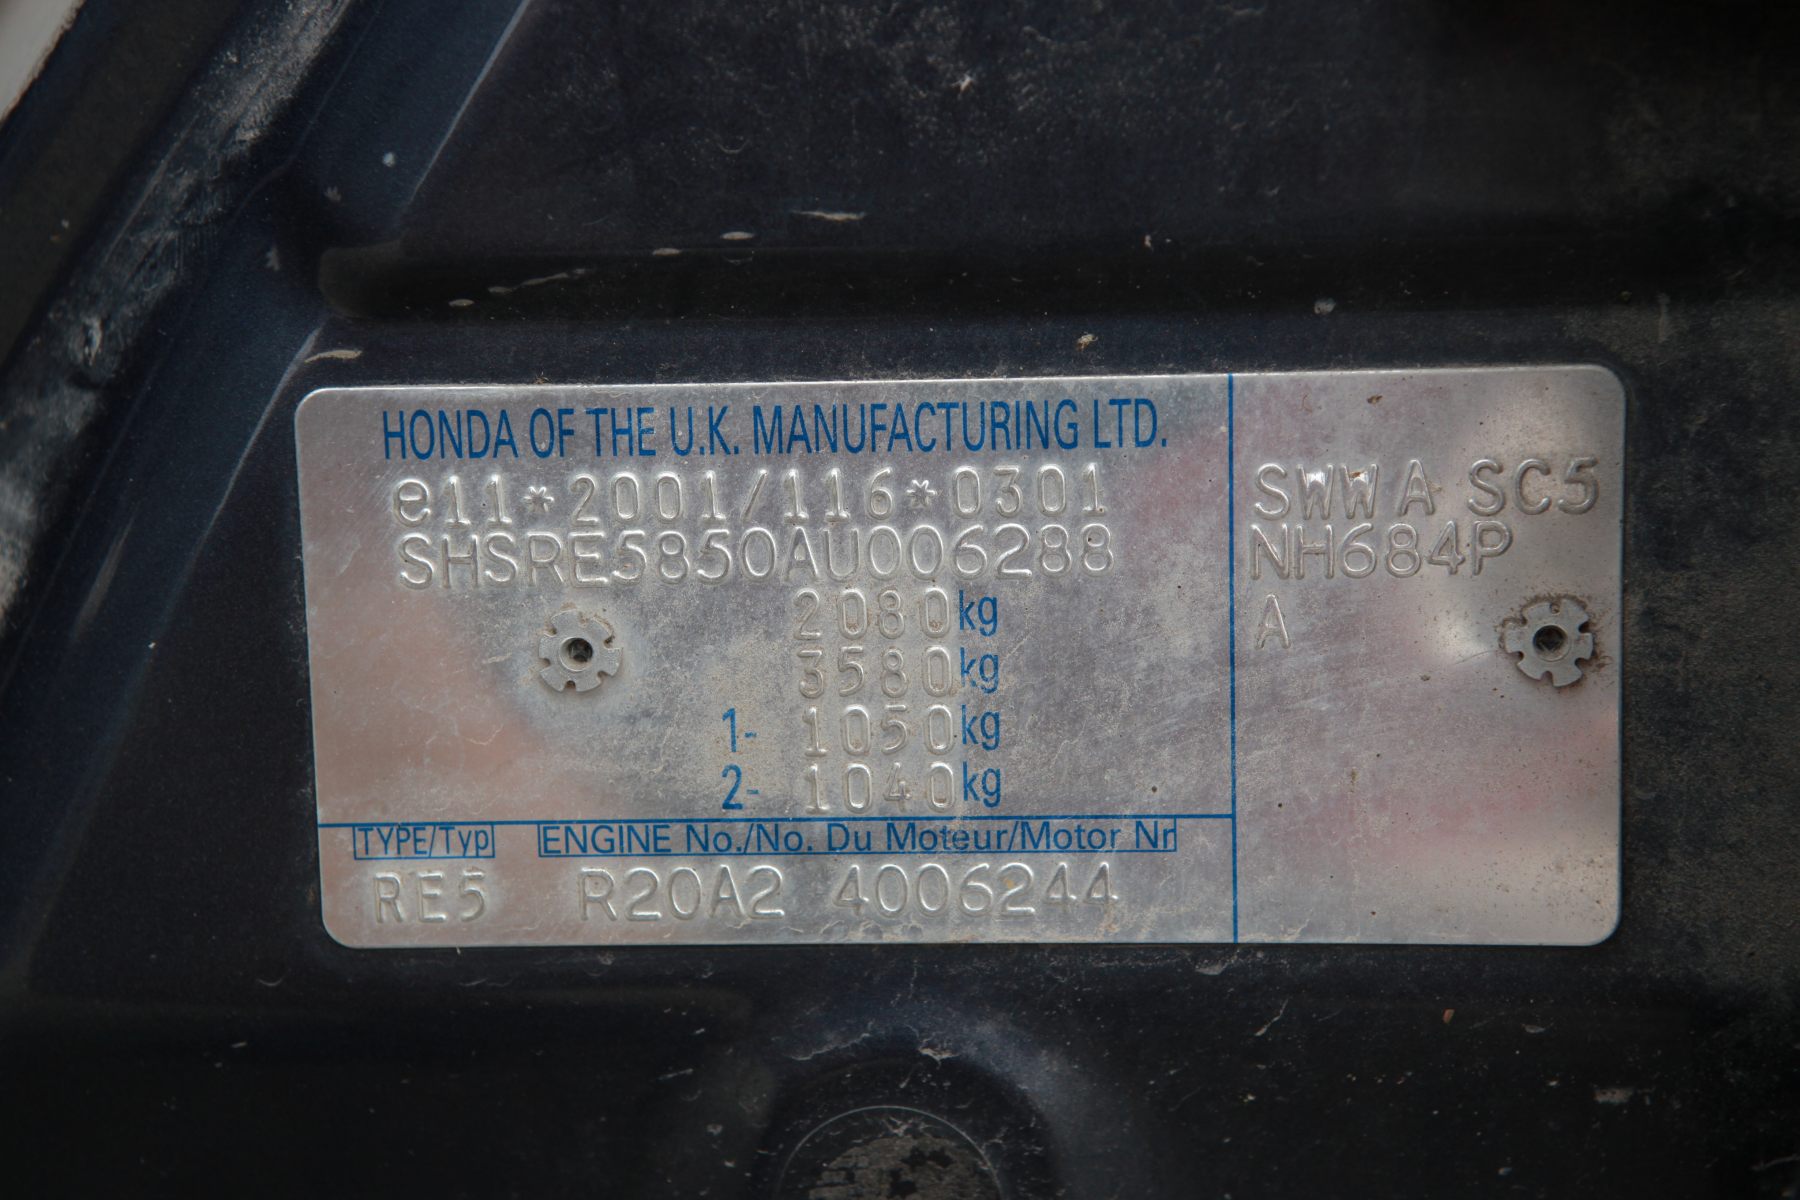 HONDA OF THE U.K. MANUFACTURING LTD.
e11*2001/116*0301
SHSRE5850AU006288
2080kg
3580kg
1- 1050kg
2- 1040kg
TYPE/Typ ENGINE No./No. Du Moteur/Motor Nr
RE5 R20A2 4006244
SWWA SC5
NH684P
A